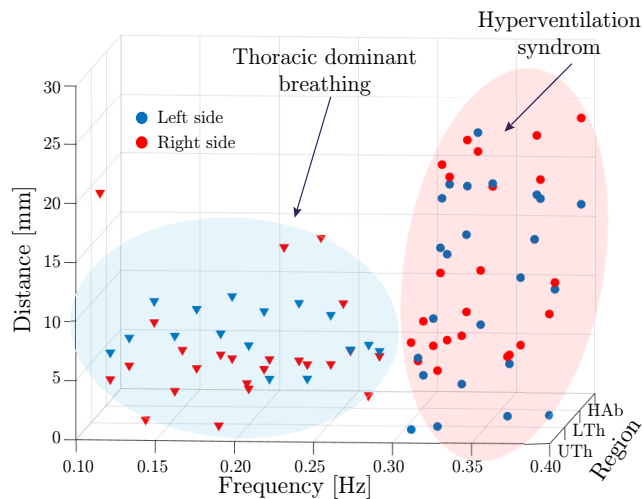 Hyperventilation
syndrom
Thoracic dominant
breathing
Left side
Right side
30
25
20
15
10
5
0
Distance [mm]
0.10
0.15
0.20
0.25
0.30
0.35
0.40
Frequency [Hz]
HAb
LTh
UTh
Region